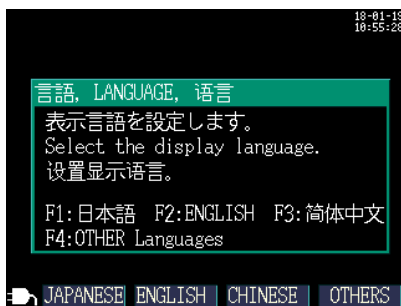 18-01-19
10:55:28
言語, LANGUAGE, 语言
表示言語を設定します。
Select the display language.
设置显示语言。
F1:日本語 F2:ENGLISH F3:简体中文
F4:OTHER Languages
JAPANESE ENGLISH CHINESE OTHERS